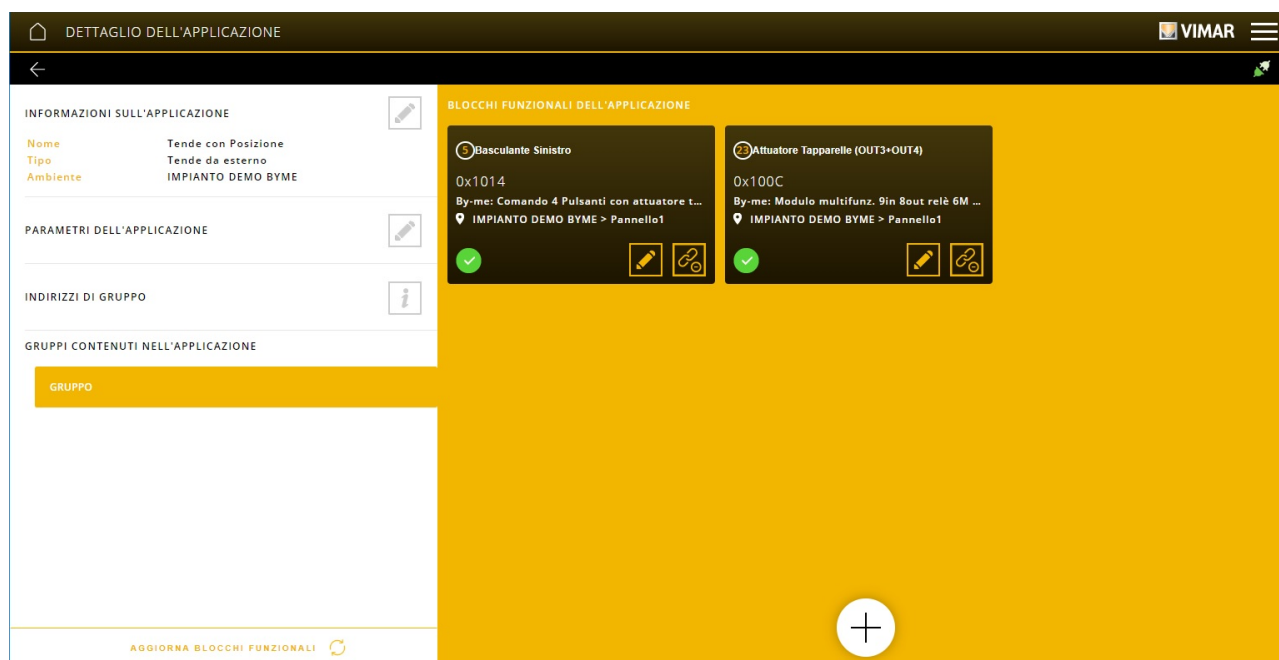 DETTAGLIO DELL'APPLICAZIONE
VIMAR
INFORMAZIONI SULL'APPLICAZIONE
Nome Tende con Posizione
Tipo Tende da esterno
Ambiente IMPIANTO DEMO BYME
PARAMETRI DELL'APPLICAZIONE
INDIRIZZI DI GRUPPO
GRUPPI CONTENUTI NELL'APPLICAZIONE
GRUPPO
AGGIORNA BLOCCHI FUNZIONALI
BLOCCHI FUNZIONALI DELL'APPLICAZIONE
5 Basculante Sinistro
0x1014
By-me: Comando 4 Pulsanti con attuatore t...
IMPIANTO DEMO BYME > Pannello1
23 Attuatore Tapparelle (OUT3+OUT4)
0x100C
By-me: Modulo multifunz. 9in 8out relè 6M ...
IMPIANTO DEMO BYME > Pannello1